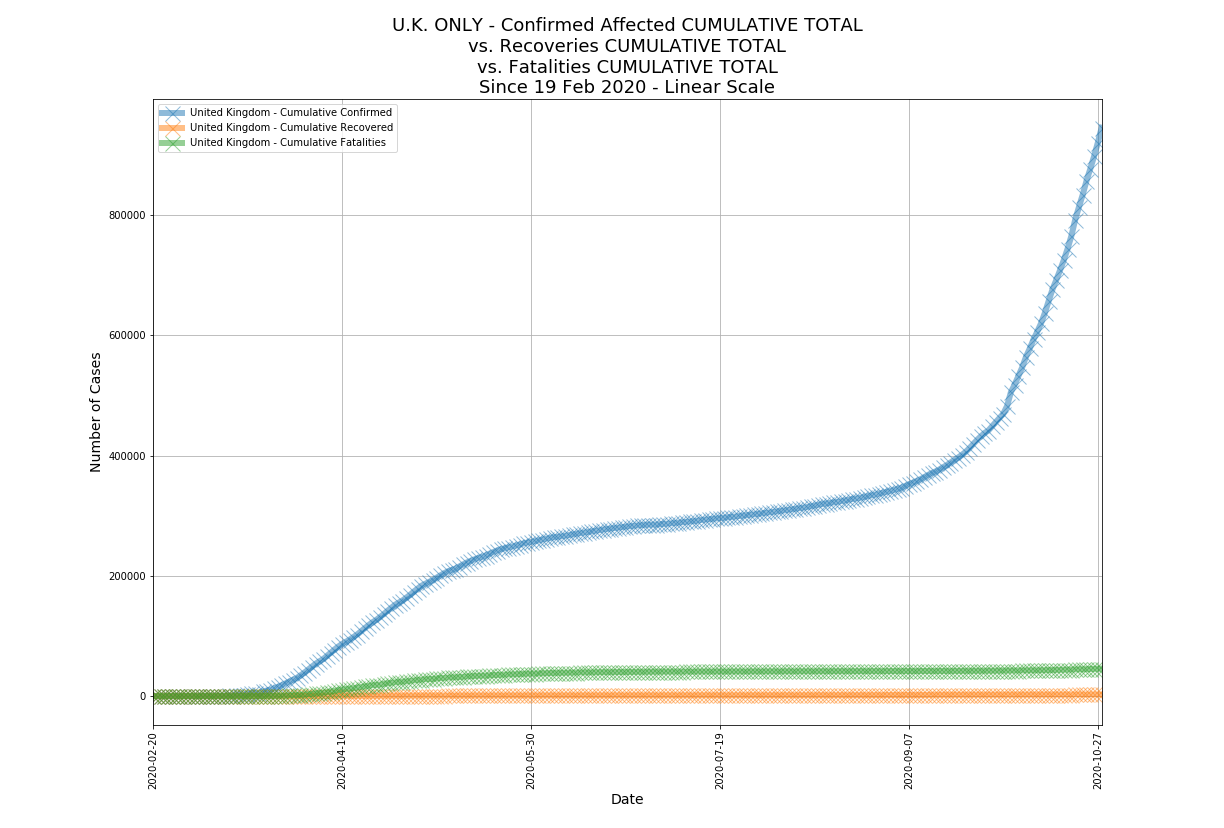 U.K. ONLY - Confirmed Affected CUMULATIVE TOTAL
vs. Recoveries CUMULATIVE TOTAL
vs. Fatalities CUMULATIVE TOTAL
Since 19 Feb 2020 - Linear Scale
United Kingdom - Cumulative Confirmed
United Kingdom - Cumulative Recovered
United Kingdom - Cumulative Fatalities
Number of Cases
800000
600000
400000
200000
0
2020-02-20
2020-04-10
2020-05-30
2020-07-19
2020-09-07
2020-10-27
Date